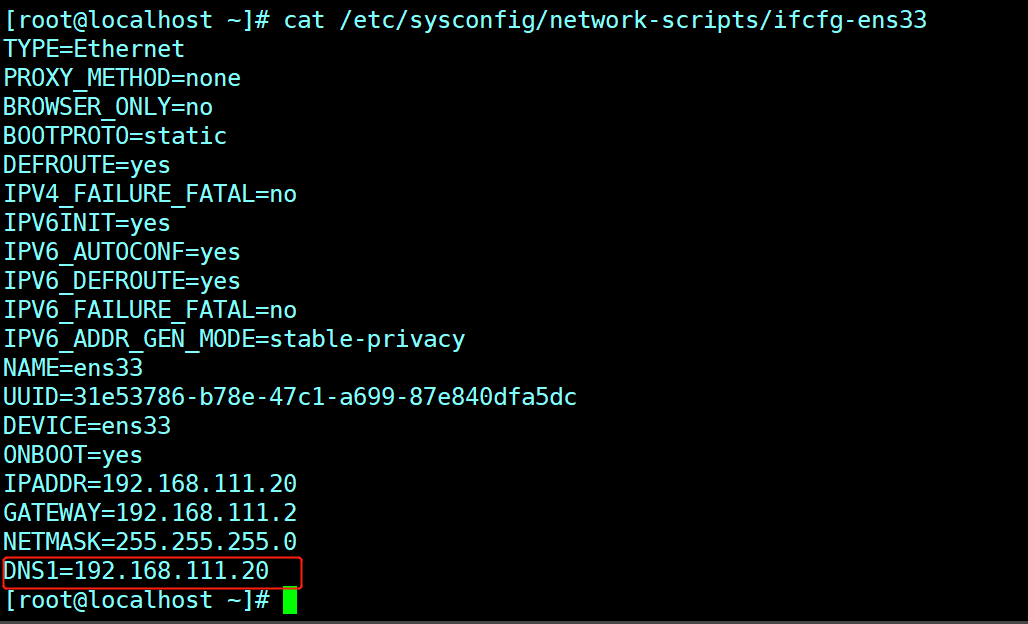 [root@localhost ~]# cat /etc/sysconfig/network-scripts/ifcfg-ens33
TYPE=Ethernet
PROXY_METHOD=none
BROWSER_ONLY=no
BOOTPROTO=static
DEFROUTE=yes
IPV4_FAILURE_FATAL=no
IPV6INIT=yes
IPV6_AUTOCONF=yes
IPV6_DEFROUTE=yes
IPV6_FAILURE_FATAL=no
IPV6_ADDR_GEN_MODE=stable-privacy
NAME=ens33
UUID=31e53786-b78e-47c1-a699-87e840dfa5dc
DEVICE=ens33
ONBOOT=yes
IPADDR=192.168.111.20
GATEWAY=192.168.111.2
NETMASK=255.255.255.0
DNS1=192.168.111.20
[root@localhost ~]#